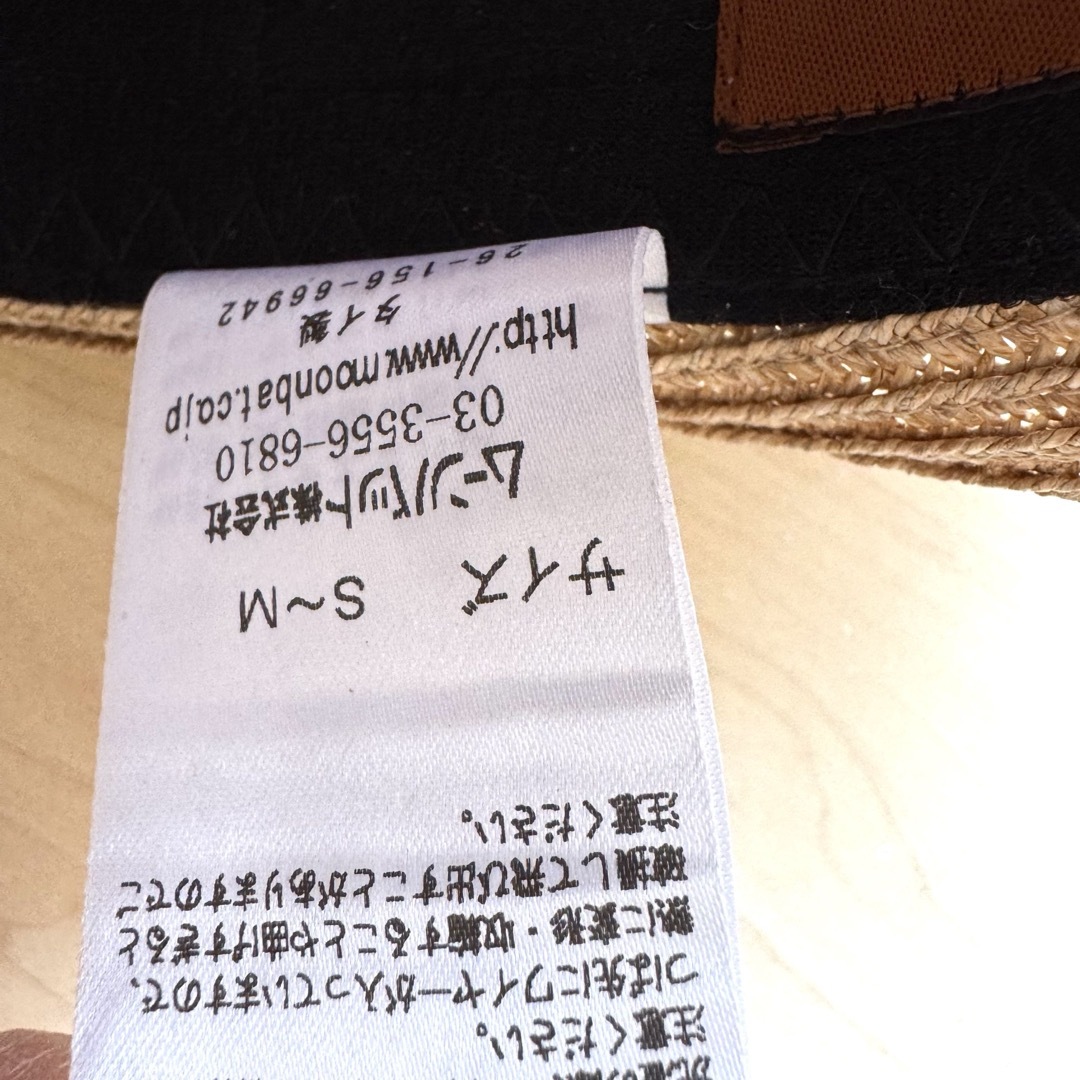 注意ください。
つば先にワイヤーが入っていますので、
熱に変形・収縮することや曲げすぎると
破損して飛び出すことがありますのでご
注意ください。
サイズ S~M
ムーンバット株式会社
03-3556-6810
http://www.moonbat.co.jp
タイ製
26-156-66942